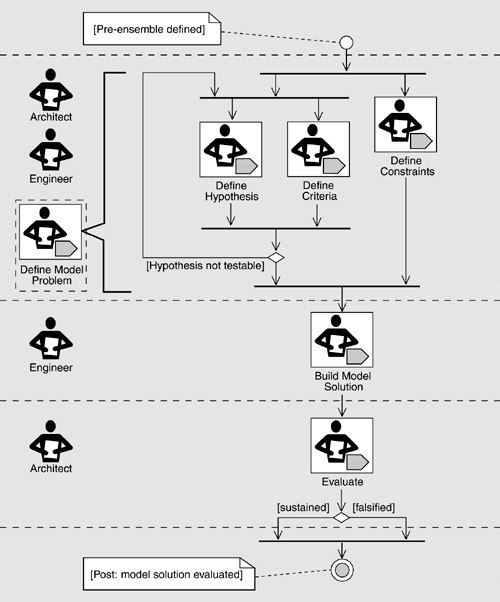 [Pre-ensemble defined]
Architect
Engineer
Define Model
Problem
Define
Hypothesis
Define
Criteria
Define
Constraints
[Hypothesis not testable]
Engineer
Build Model
Solution
Architect
Evaluate
[sustained]
[falsified]
[Post: model solution evaluated]